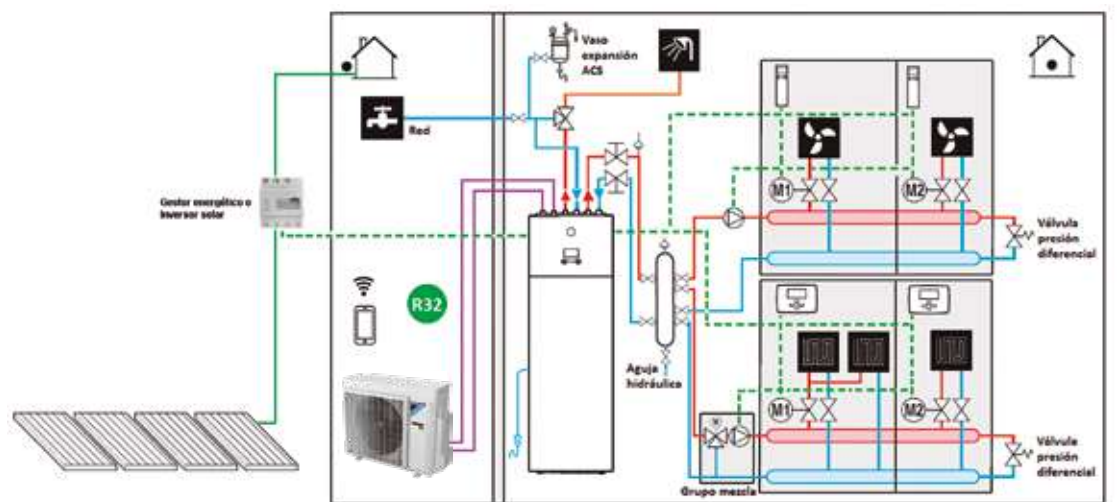 Vaso
expansión
ACS
Red
Gestor energético o
Inversor solar
R32
M1
M2
Válvula
presión
diferencial
Aguja
hidráulica
M1
M2
Válvula
presión
diferencial
Grupo mezcla